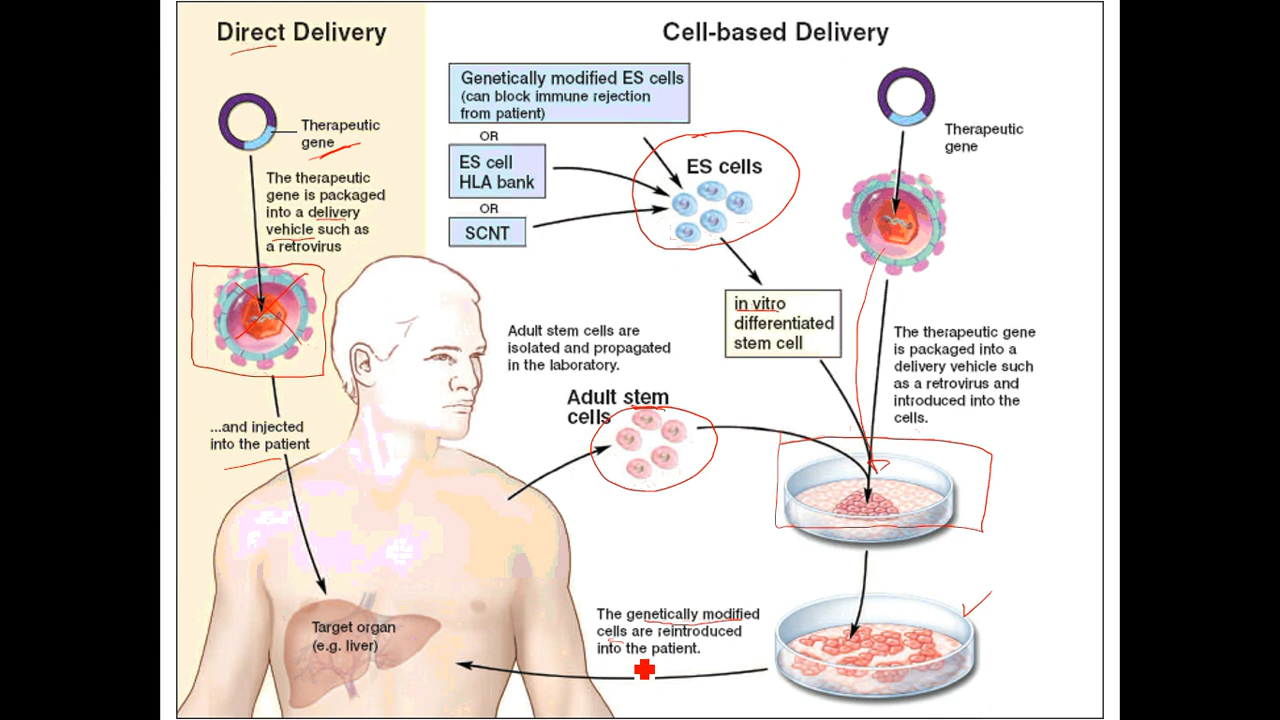 Direct Delivery
Therapeutic
gene
The therapeutic
gene is packaged
into a delivery
vehicle such as
a retrovirus
...and injected
into the patient
Target organ
(e.g. liver)
Cell-based Delivery
Genetically modified ES cells
(can block immune rejection
from patient)
OR
ES cell
HLA bank
OR
SCNT
ES cells
in vitro
differentiated
stem cell
Adult stem cells are
isolated and propagated
in the laboratory.
Adult stem
cells
Therapeutic
gene
The therapeutic gene
is packaged into a
delivery vehicle such
as a retrovirus and
introduced into the
cells.
The genetically modified
cells are reintroduced
into the patient.